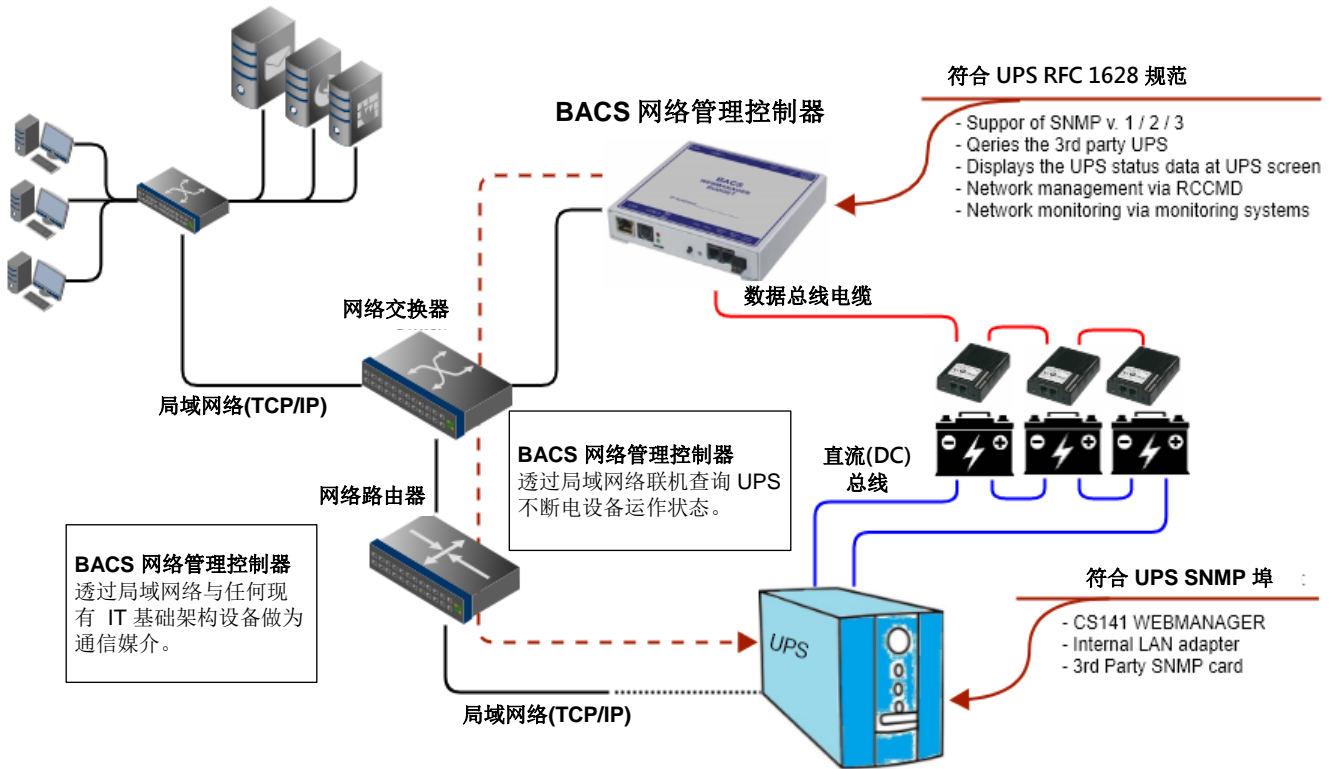 符合 UPS RFC 1628 规范
- Suppor of SNMP v. 1 / 2 / 3
- Qeries the 3rd party UPS
- Displays the UPS status data at UPS screen
- Network management via RCCMD
- Network monitoring via monitoring systems
BACS 网络管理控制器
BACS
WEBMANAGER
BUDGET
数据总线电缆
网络交换器
局域网络(TCP/IP)
BACS 网络管理控制器
透过局域网络联机查询 UPS
不断电设备运作状态。
直流(DC)
总线
网络路由器
BACS 网络管理控制器
透过局域网络与任何现
有 IT 基础架构设备做为
通信媒介。
符合 UPS SNMP 埠 :
- CS141 WEBMANAGER
- Internal LAN adapter
- 3rd Party SNMP card
UPS
局域网络(TCP/IP)